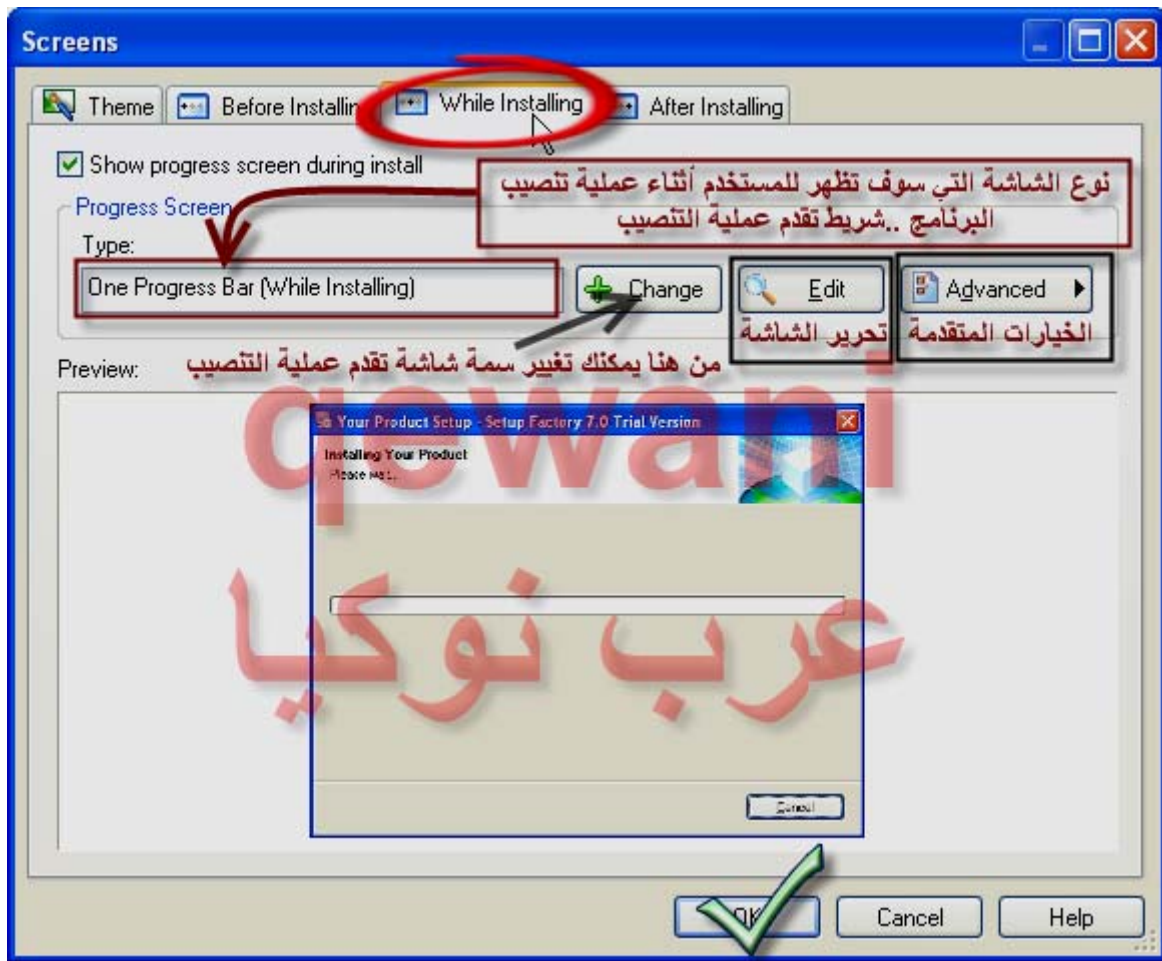 Screens
Theme
Before Installin
While Installing
After Installing
Show progress screen during install
نوع الشاشة التي سوف تظهر للمستخدم أثناء عملية تنصيب
البرنامج ..شريط تقدم عملية التنصيب
Progress Screen
Type:
One Progress Bar (While Installing)
Change
Edit
Advanced
تحرير الشاشة
الخيارات المتقدمة
من هنا يمكنك تغيير سمة شاشة تقدم عملية التنصيب
Preview:
qewani
Your Product Setup - Setup Factory 7.0 Trial Version
Installing Your Product
Please wait...
عرب نوكيا
Cancel
OK
Cancel
Help